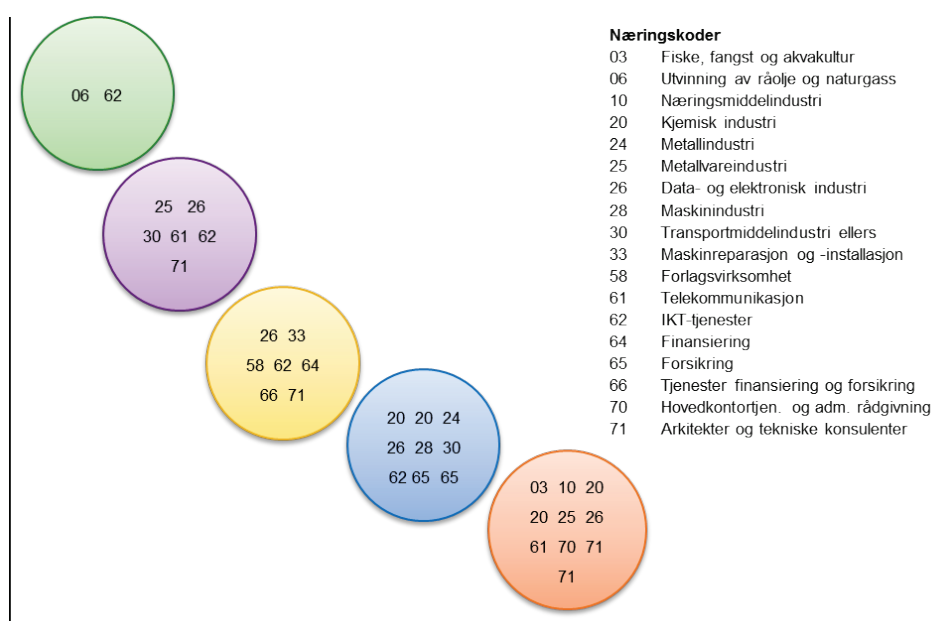 06 62
25 26
30 61 62
71
26 33
58 62 64
66 71
20 20 24
26 28 30
62 65 65
03 10 20
20 25 26
61 70 71
71
Næringskoder
03 Fiske, fangst og akvakultur
06 Utvinning av råolje og naturgass
10 Næringsmiddelindustri
20 Kjemisk industri
24 Metallindustri
25 Metallvareindustri
26 Data- og elektronisk industri
28 Maskinindustri
30 Transportmiddelindustri ellers
33 Maskinreparasjon og -installasjon
58 Forlagsvirksomhet
61 Telekommunikasjon
62 IKT-tjenester
64 Finansiering
65 Forsikring
66 Tjenester finansiering og forsikring
70 Hovedkontortjen. og adm. rådgivning
71 Arkitekter og tekniske konsulenter